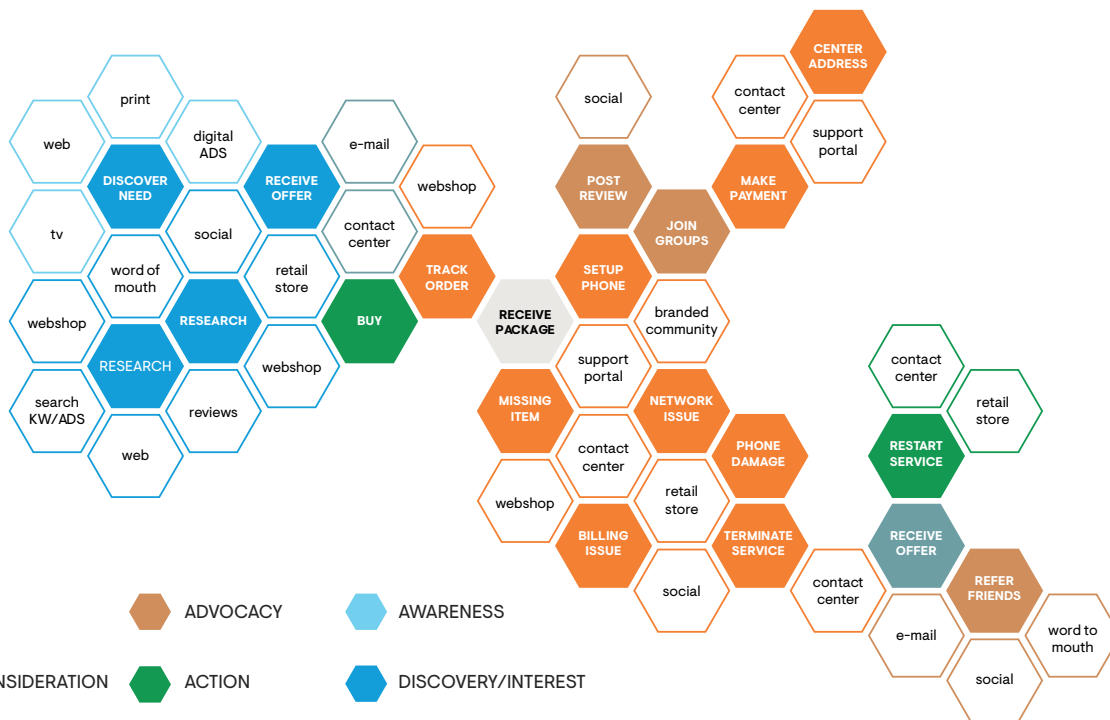 CENTER
ADDRESS
print
social
contact
center
web
digital
ADS
e-mail
support
portal
DISCOVER
NEED
RECEIVE
OFFER
webshop
POST
REVIEW
MAKE
PAYMENT
tv
social
contact
center
JOIN
GROUPS
word of
mouth
retail
store
TRACK
ORDER
SETUP
PHONE
webshop
RESEARCH
BUY
RECEIVE
PACKAGE
branded
community
RESEARCH
webshop
support
portal
contact
center
search
KW/ADS
reviews
MISSING
ITEM
NETWORK
ISSUE
retail
store
web
contact
center
PHONE
DAMAGE
RESTART
SERVICE
webshop
retail
store
BILLING
ISSUE
TERMINATE
SERVICE
RECEIVE
OFFER
social
contact
center
REFER
FRIENDS
ADVOCACY
AWARENESS
e-mail
word to
mouth
NSIDERATION
ACTION
DISCOVERY/INTEREST
social